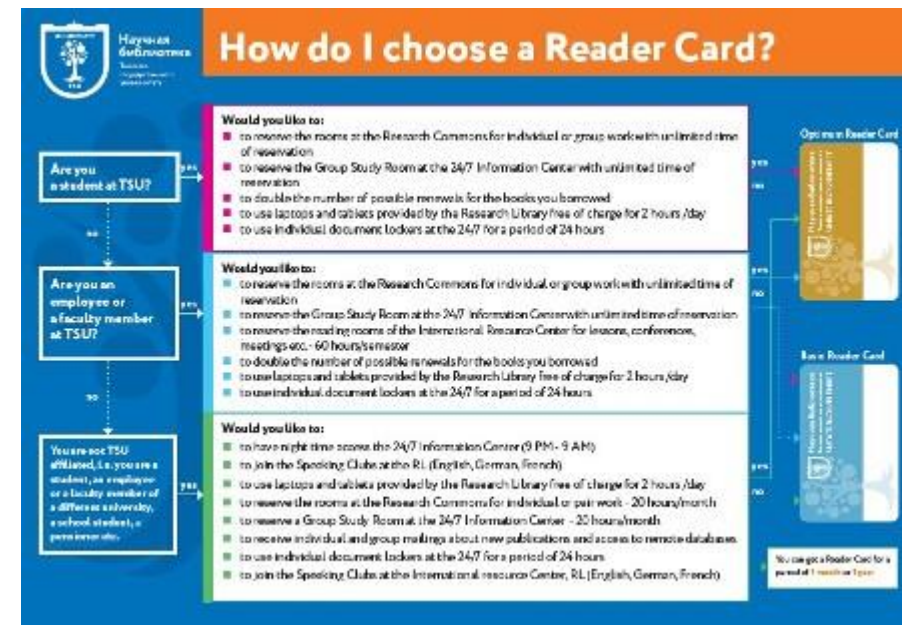 Научная
библиотека
Томского
государственного
университета
TSU
How do I choose a Reader Card?
Are you
a student at TSU?
yes
no
Are you an
employee or
a faculty member
at TSU?
yes
no
You are not TSU
affiliated, i.e. you are a
student, an employee
or a faculty member of
a different university,
a school student, a
pensioner etc.
yes
Would you like to:
to reserve the rooms at the Research Commons for individual or group work with unlimited time
of reservation
to reserve the Group Study Room at the 24/7 Information Center with unlimited time of
reservation
to double the number of possible renewals for the books you borrowed
to use laptops and tablets provided by the Research Library free of charge for 2 hours /day
to use individual document lockers at the 24/7 for a period of 24 hours
yes
no
Would you like to:
to reserve the rooms at the Research Commons for individual or group work with unlimited time of
reservation
to reserve the Group Study Room at the 24/7 Information Center with unlimited time of reservation
to reserve the reading rooms of the International Resource Center for lessons, conferences,
meetings etc. - 60 hours/semester
to double the number of possible renewals for the books you borrowed
to use laptops and tablets provided by the Research Library free of charge for 2 hours /day
to use individual document lockers at the 24/7 for a period of 24 hours
yes
no
Would you like to:
to have night time access the 24/7 Information Center (9 PM- 9 AM)
to join the Speaking Clubs at the RL (English, German, French)
to use laptops and tablets provided by the Research Library free of charge for 2 hours /day
to reserve the rooms at the Research Commons for individual or pair work - 20 hours/month
to reserve a Group Study Room at the 24/7 Information Center - 20 hours/month
to receive individual and group mailings about new publications and access to remote databases
to use individual document lockers at the 24/7 for a period of 24 hours
to join the Speaking Clubs at the International resource Center, RL (English, German, French)
yes
no
Optimum Reader Card
Basic Reader Card
You can get a Reader Card for a
period of 1 month or 1 year